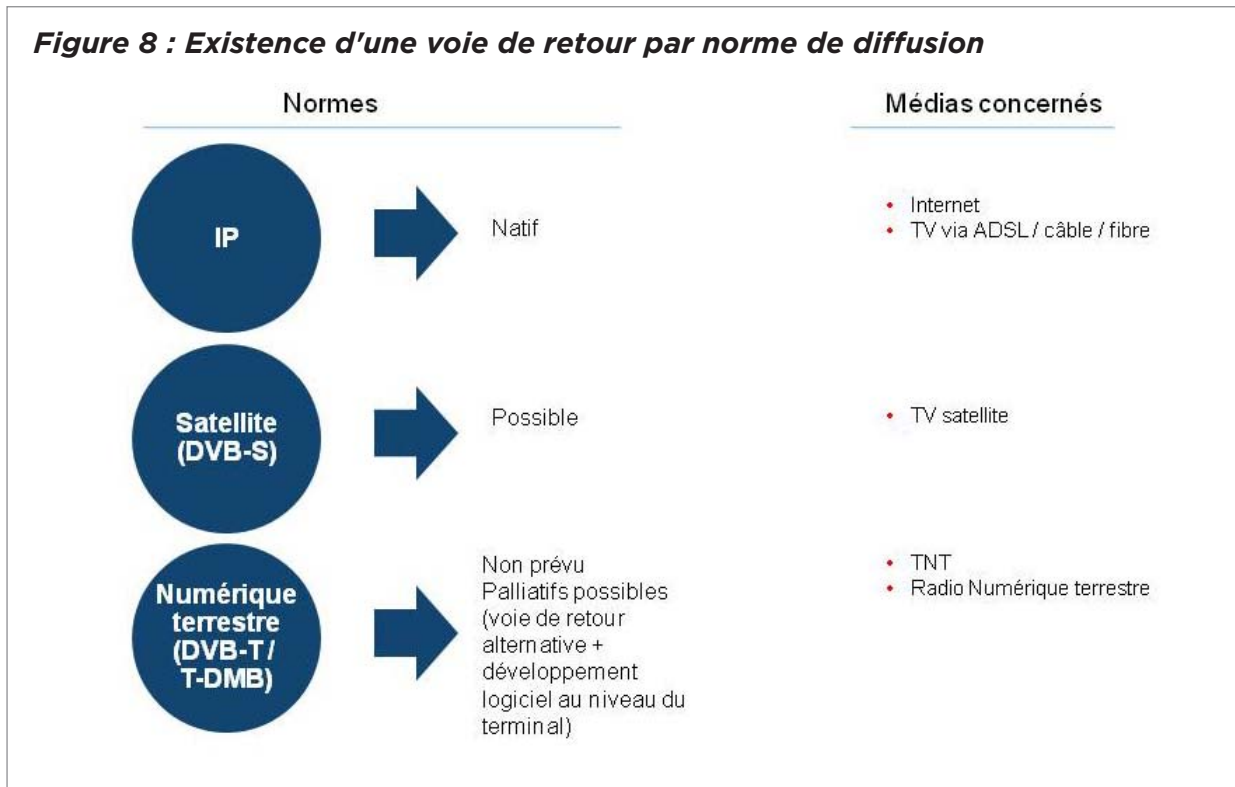 Figure 8 : Existence d'une voie de retour par norme de diffusion
Normes
Médias concernés
IP
Natif
• Internet
• TV via ADSL / câble / fibre
Satellite
(DVB-S)
Possible
• TV satellite
Numérique
terrestre
(DVB-T /
T-DMB)
Non prévu
Palliatifs possibles
(voie de retour
alternative +
développement
logiciel au niveau du
terminal)
• TNT
• Radio Numérique terrestre